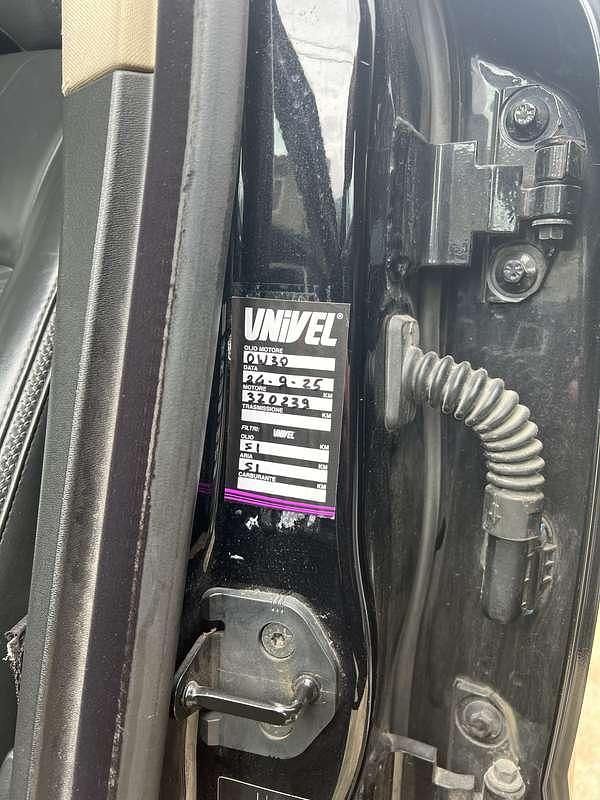 UNIVEL®
OLIO MOTORE
0W30
DATA
24-9-25
MOTORE
320239 KM
TRASMISSIONE
KM
FILTRI: UNIVEL
OLIO
SI KM
ARIA
SI KM
CARBURANTE
KM